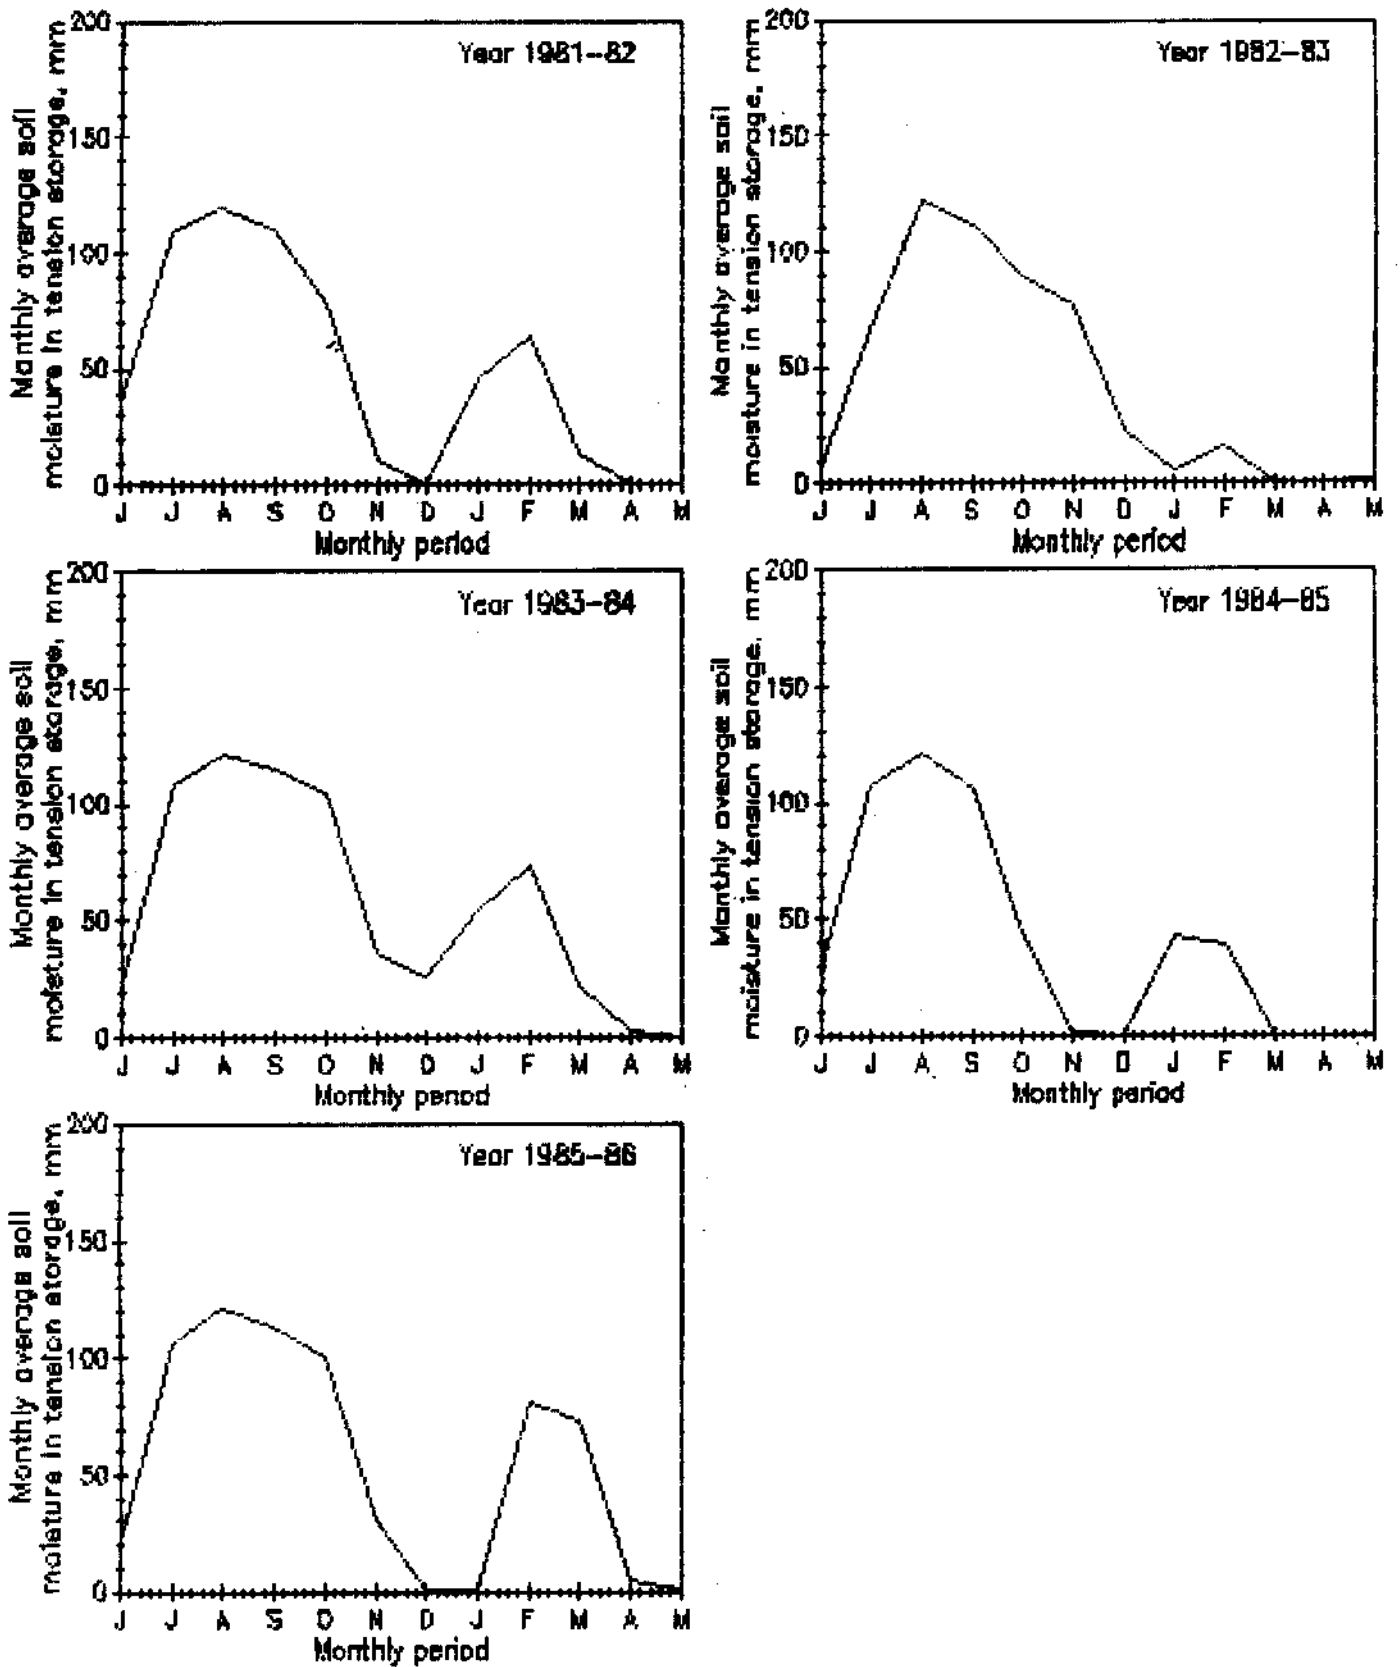 Monthly average soil
moisture in tension storage, mm
200
150
100
50
0
Year 1981-82
J J A S O N D J F M A M
Monthly period
Monthly average soil
moisture in tension storage, mm
200
150
100
50
0
Year 1982-83
J J A S O N D J F M A M
Monthly period
Monthly average soil
moisture in tension storage, mm
200
150
100
50
0
Year 1983-84
J J A S O N D J F M A M
Monthly period
Monthly average soil
moisture in tension storage, mm
200
150
100
50
0
Year 1984-85
J J A S O N D J F M A M
Monthly period
Monthly average soil
moisture in tension storage, mm
200
150
100
50
0
Year 1985-86
J J A S O N D J F M A M
Monthly period